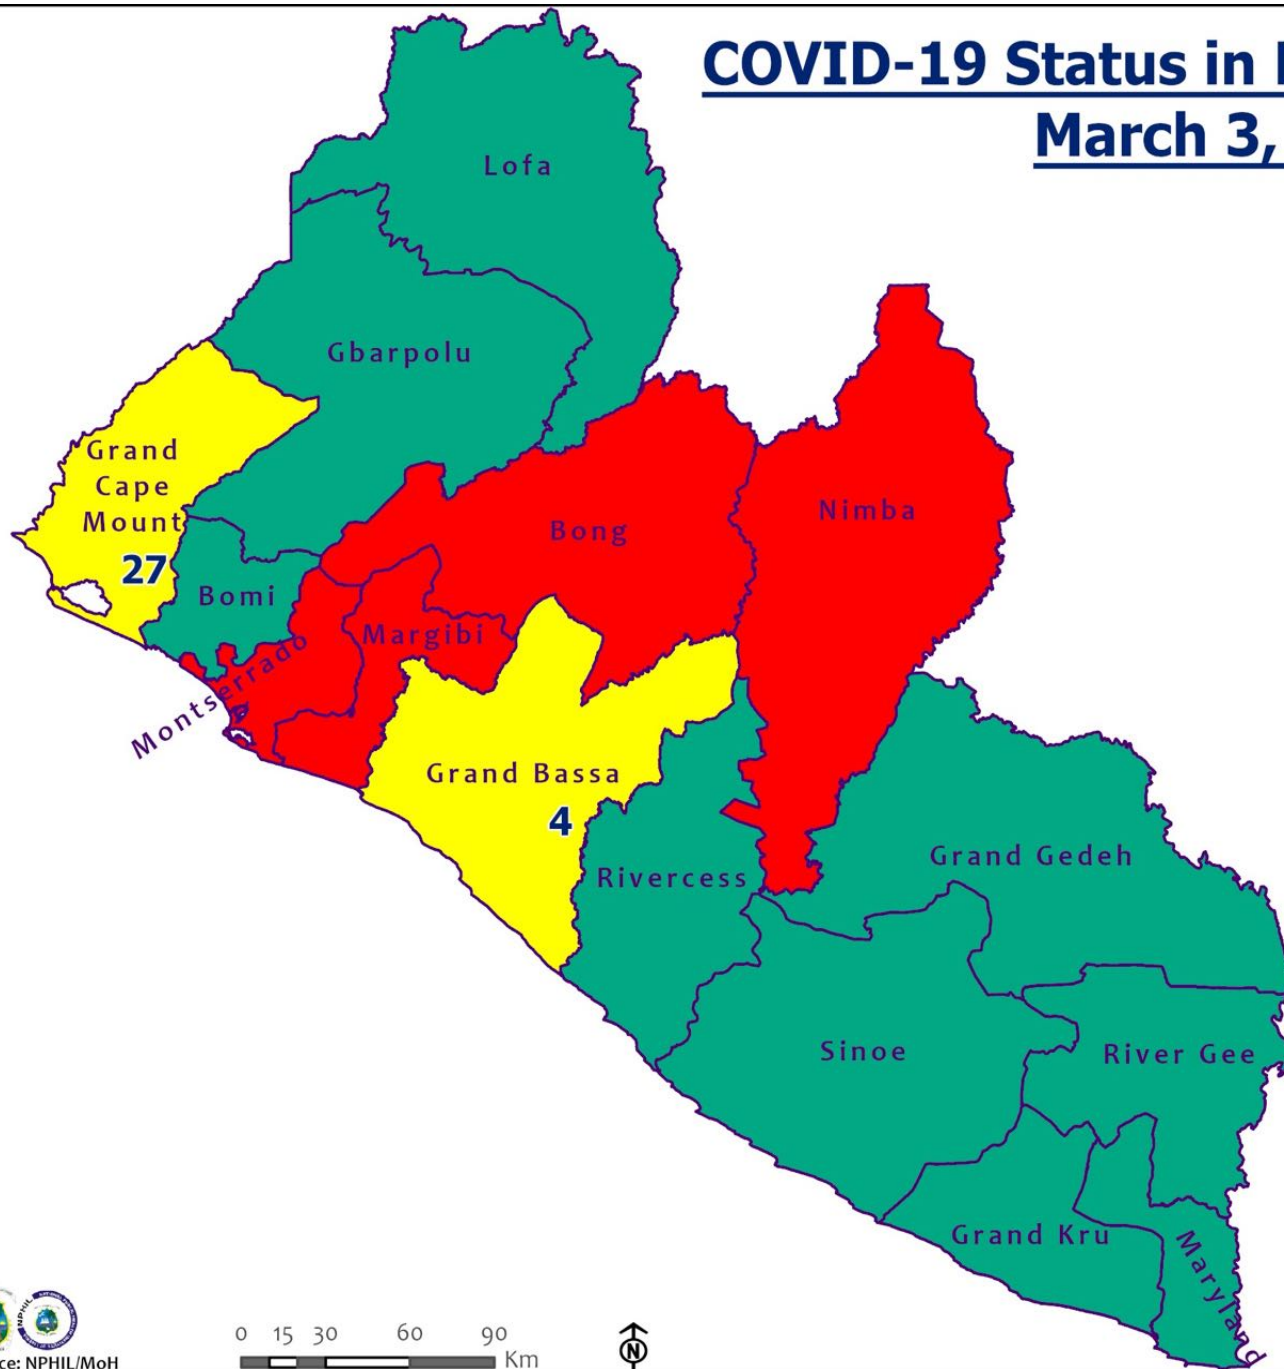 COVID-19 Status in
March 3,
Lofa
Gbarpolu
Grand
Cape
Mount
27
Bomi
Bong
Nimba
Margibi
Montserrado
Grand Bassa
4
Rivercess
Grand Gedeh
Sinoe
River Gee
Grand Kru
Maryland
NPHIL
0 15 30 60 90
Km
N
ce: NPHIL/MoH